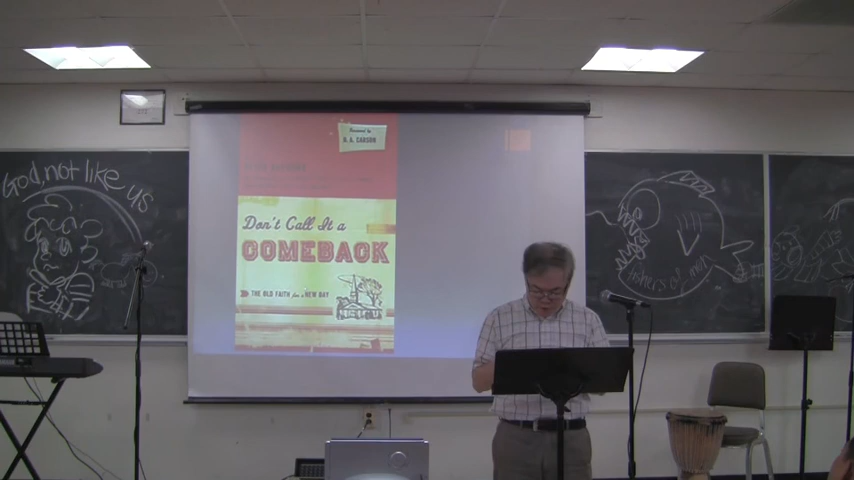 God, not like us
Foreword by
D. A. CARSON
Don't Call It a
COMEBACK
THE OLD FAITH for a NEW DAY
fishers of men